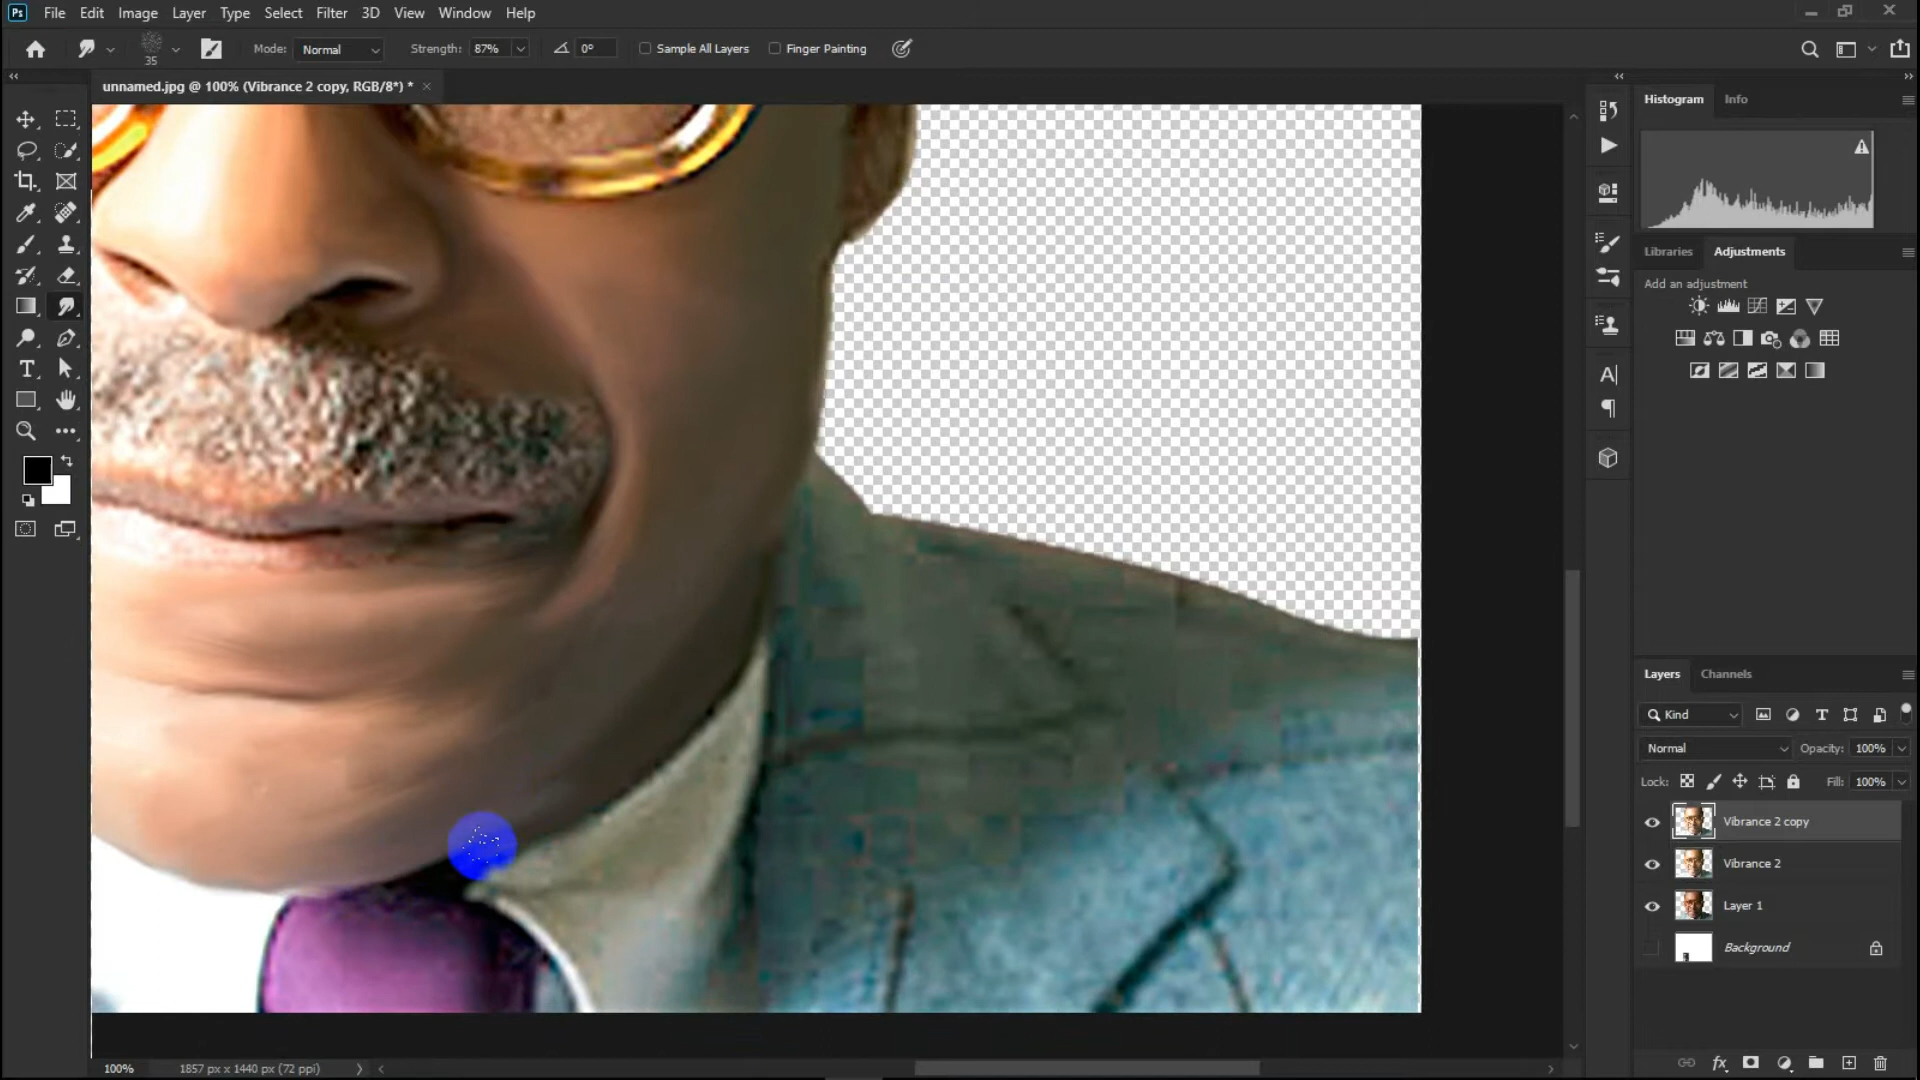 Ps File Edit Image Layer Type Select Filter 3D View Window Help
35 Mode: Normal Strength: 87% 0° Sample All Layers Finger Painting
unnamed.jpg @ 100% (Vibrance 2 copy, RGB/8*) * ×
Histogram Info
Libraries Adjustments
Add an adjustment
Layers Channels
Kind
Normal Opacity: 100%
Lock: Fill: 100%
Vibrance 2 copy
Vibrance 2
Layer 1
Background
fx
100% 1857 px x 1440 px (72 ppi)